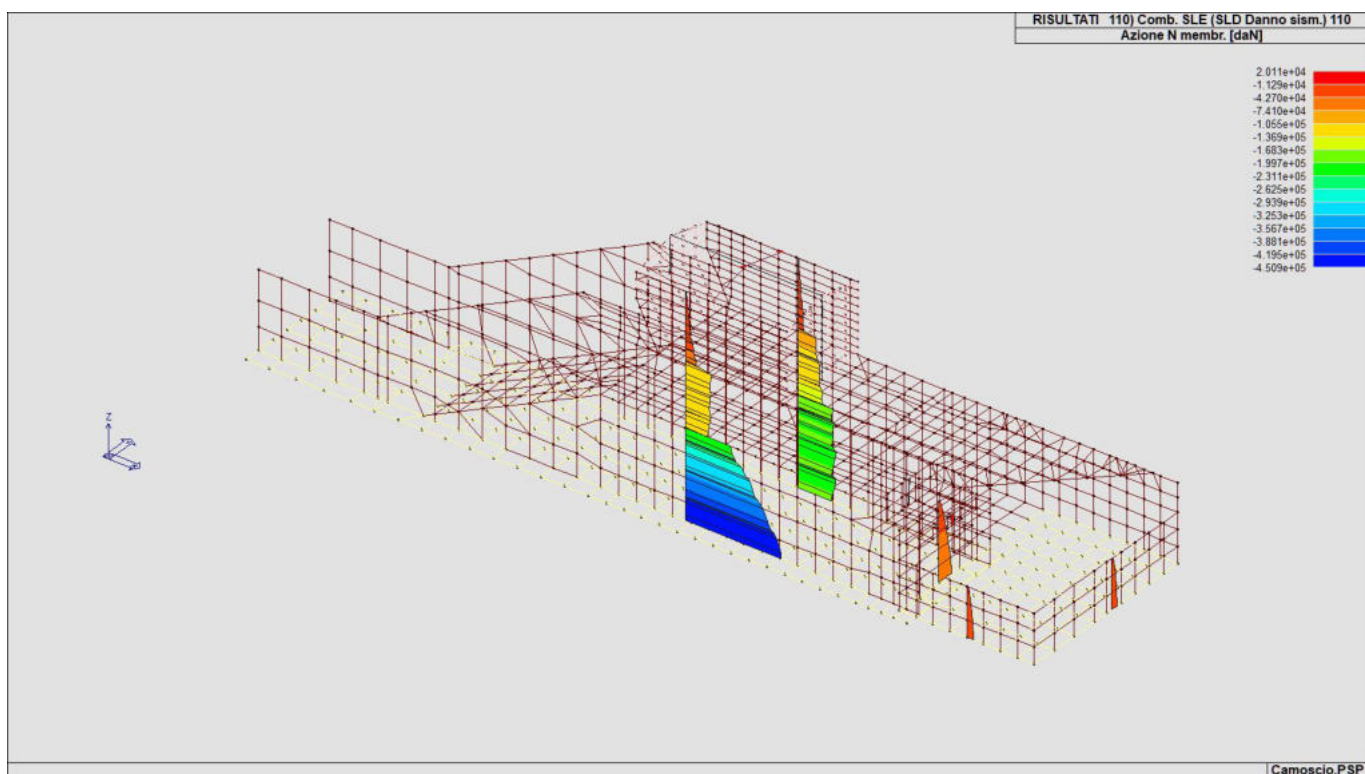 RISULTATI 110) Comb. SLE (SLD Danno sism.) 110
Azione N membr. [daN]
2.011e+04
-1.129e+04
-4.270e+04
-7.410e+04
-1.055e+05
-1.369e+05
-1.683e+05
-1.997e+05
-2.311e+05
-2.625e+05
-2.939e+05
-3.253e+05
-3.567e+05
-3.881e+05
-4.195e+05
-4.509e+05
Z
Camoscio.PSP